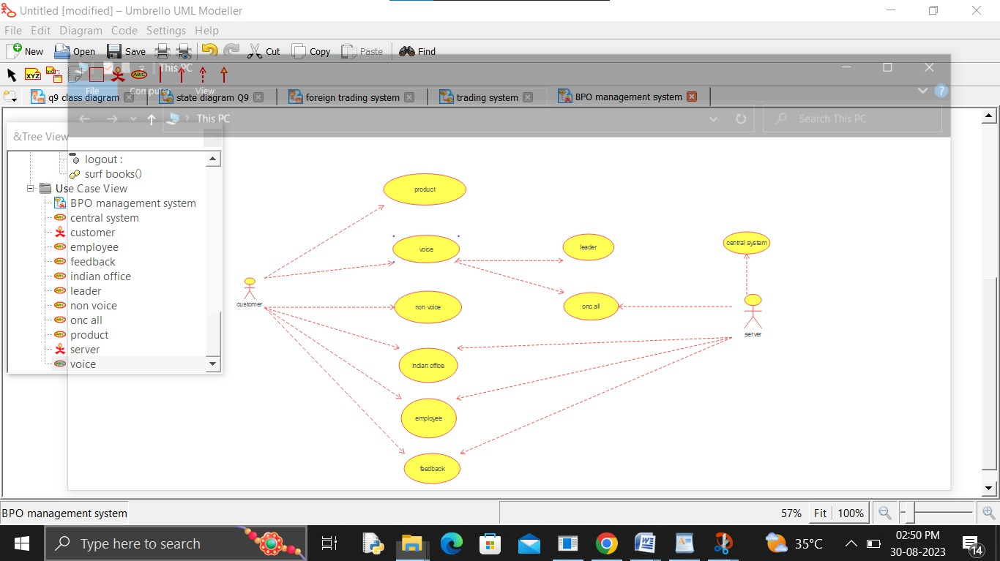 Untitled [modified] – Umbrello UML Modeller
File Edit Diagram Code Settings Help
New Open Save Cut Copy Paste Find
XYZ XYZ ABC This PC
File Computer View
q9 class diagram state diagram Q9 foreign trading system trading system BPO management system
This PC Search This PC
&Tree View
logout :
surf books()
Use Case View
BPO management system
central system
customer
employee
feedback
indian office
leader
non voice
onc all
product
server
voice
product
voice
leader
central system
customer
non voice
onc all
server
indian office
employee
feedback
BPO management system 57% Fit 100%
Type here to search 35°C 02:50 PM
30-08-2023 14